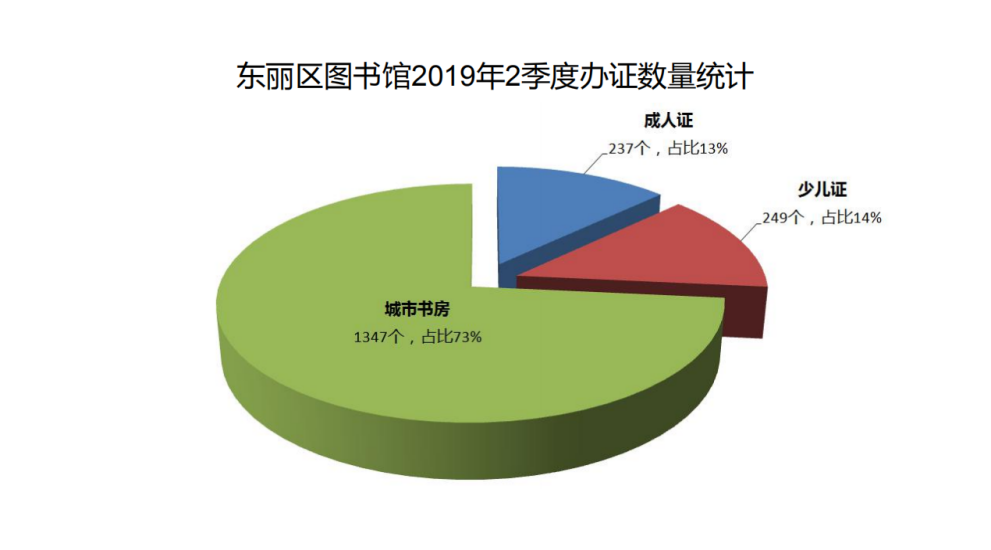 东丽区图书馆2019年2季度办证数量统计
成人证
237个，占比13%
少儿证
249个，占比14%
城市书房
1347个，占比73%